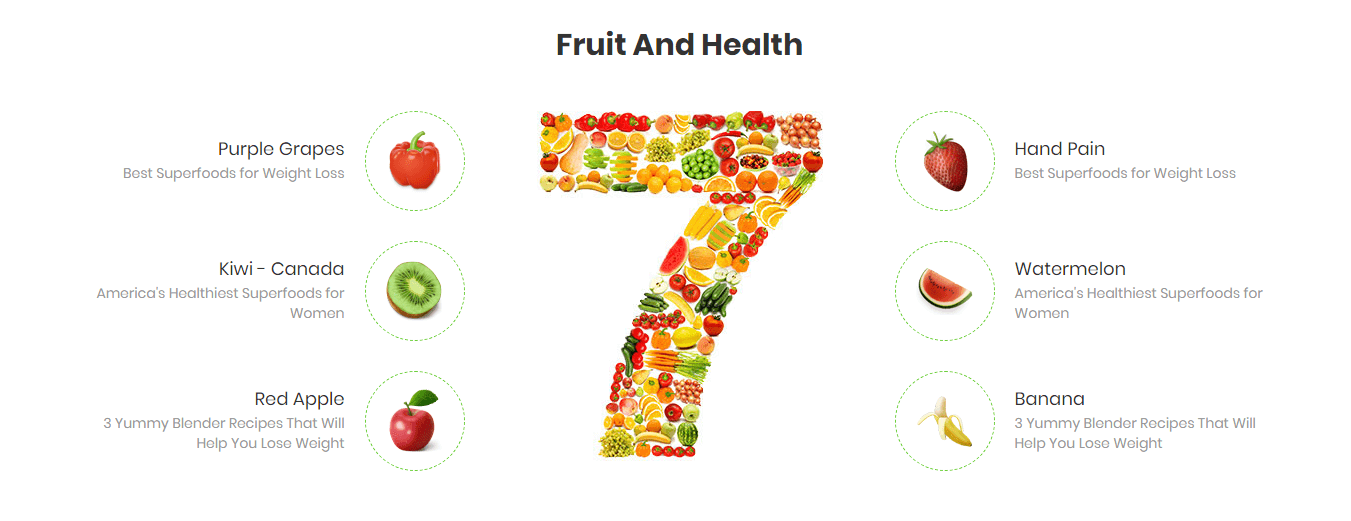 Fruit And Health
Purple Grapes
Best Superfoods for Weight Loss
Kiwi - Canada
America's Healthiest Superfoods for
Women
Red Apple
3 Yummy Blender Recipes That Will
Help You Lose Weight
7
Hand Pain
Best Superfoods for Weight Loss
Watermelon
America's Healthiest Superfoods for
Women
Banana
3 Yummy Blender Recipes That Will
Help You Lose Weight